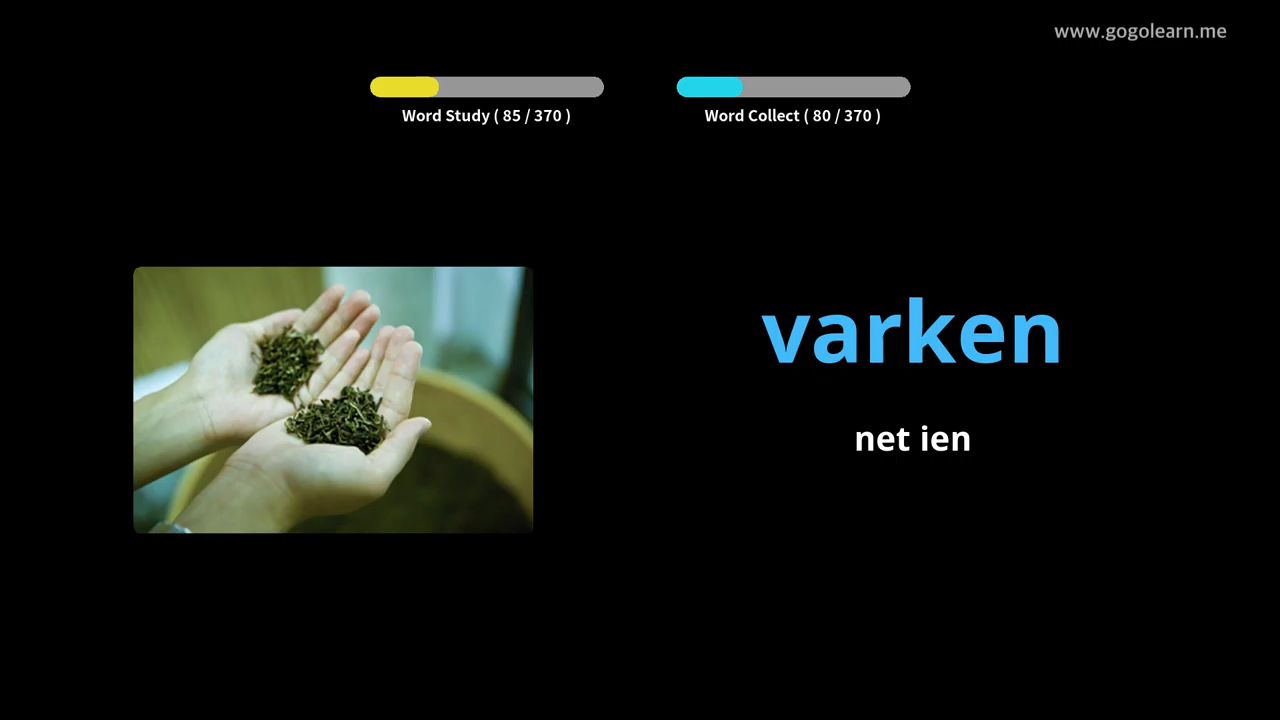 www.gogolearn.me
Word Study ( 85 / 370 )
Word Collect ( 80 / 370 )
varken
net ien